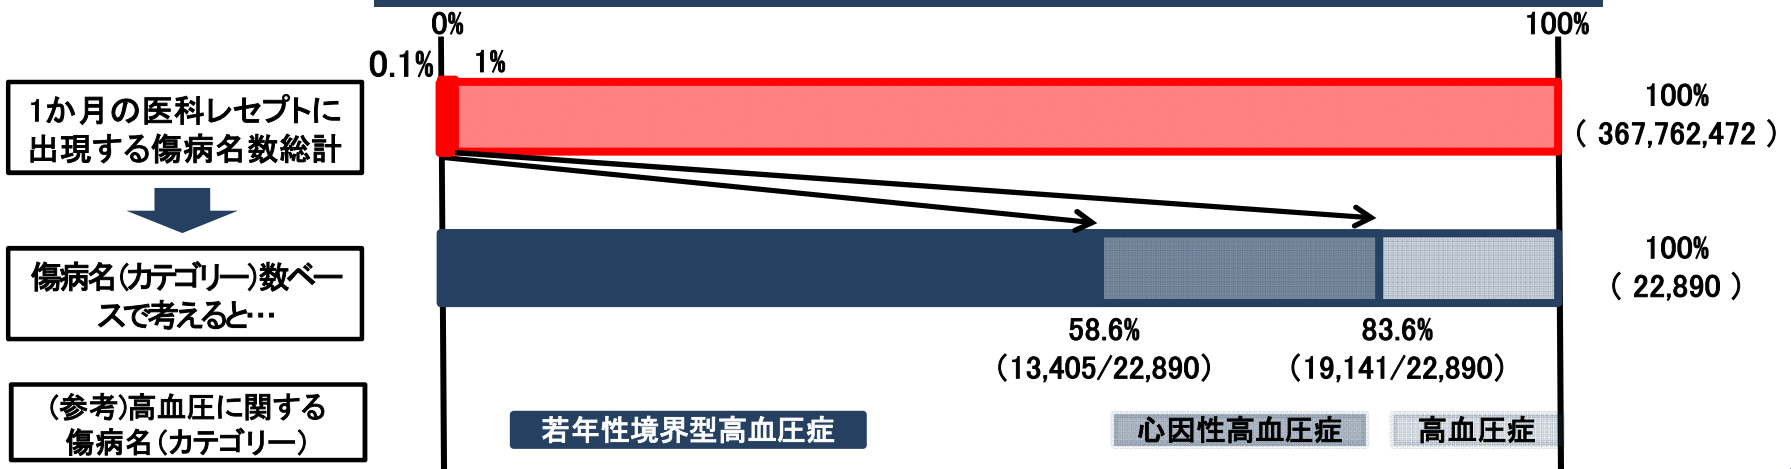 0%
100%
0.1%
1%
1か月の医科レセプトに
出現する傷病名数総計
100%
（ 367,762,472 ）
傷病名（カテゴリー）数ベー
スで考えると…
100%
（ 22,890 ）
58.6%
（13,405/22,890）
83.6%
（19,141/22,890）
（参考）高血圧に関する
傷病名（カテゴリー）
若年性境界型高血圧症
心因性高血圧症
高血圧症